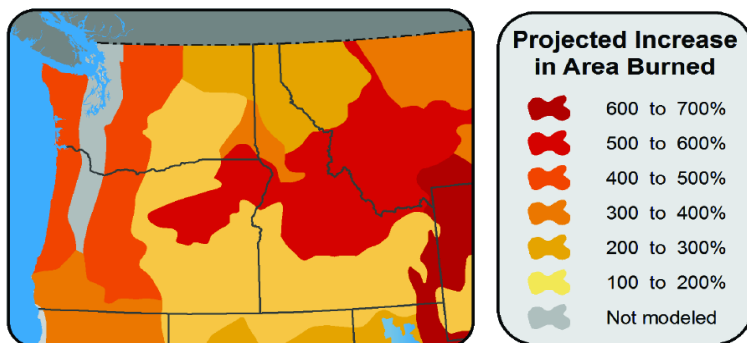 Projected Increase
in Area Burned
600 to 700%
500 to 600%
400 to 500%
300 to 400%
200 to 300%
100 to 200%
Not modeled